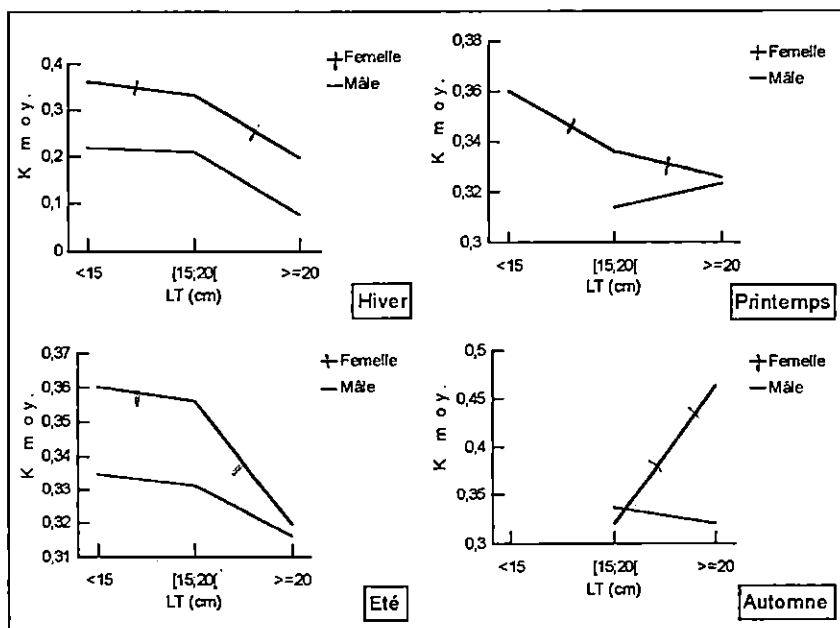 Femelle
Mâle
K moy.
0,4
0,3
0,2
0,1
0
<15
[15;20[
>=20
LT (cm)
Hiver
Femelle
Mâle
K moy.
0,38
0,36
0,34
0,32
0,3
<15
[15;20[
>=20
LT (cm)
Printemps
Femelle
Mâle
K moy.
0,37
0,36
0,35
0,34
0,33
0,32
0,31
<15
[15;20[
>=20
LT (cm)
Eté
Femelle
Mâle
K moy.
0,5
0,45
0,4
0,35
0,3
<15
[15;20[
>=20
LT (cm)
Automne